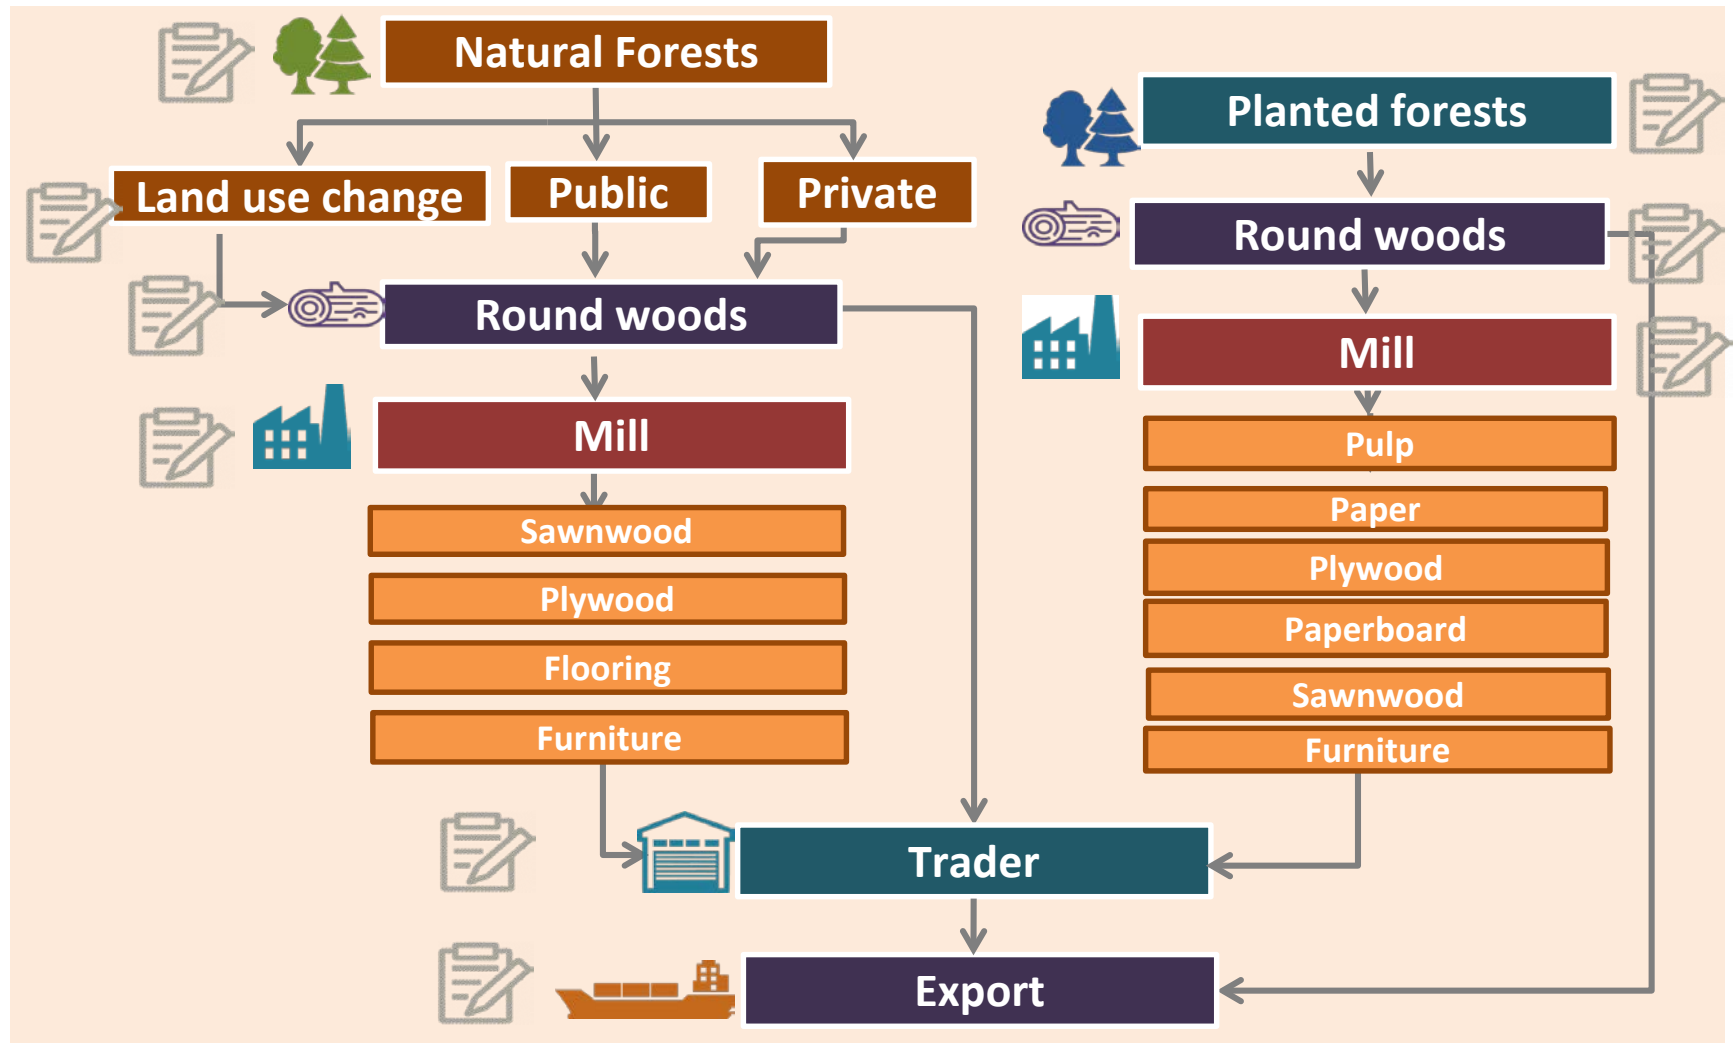 Natural Forests
Land use change
Public
Private
Round woods
Mill
Sawnwood
Plywood
Flooring
Furniture
Planted forests
Round woods
Mill
Pulp
Paper
Plywood
Paperboard
Sawnwood
Furniture
Trader
Export